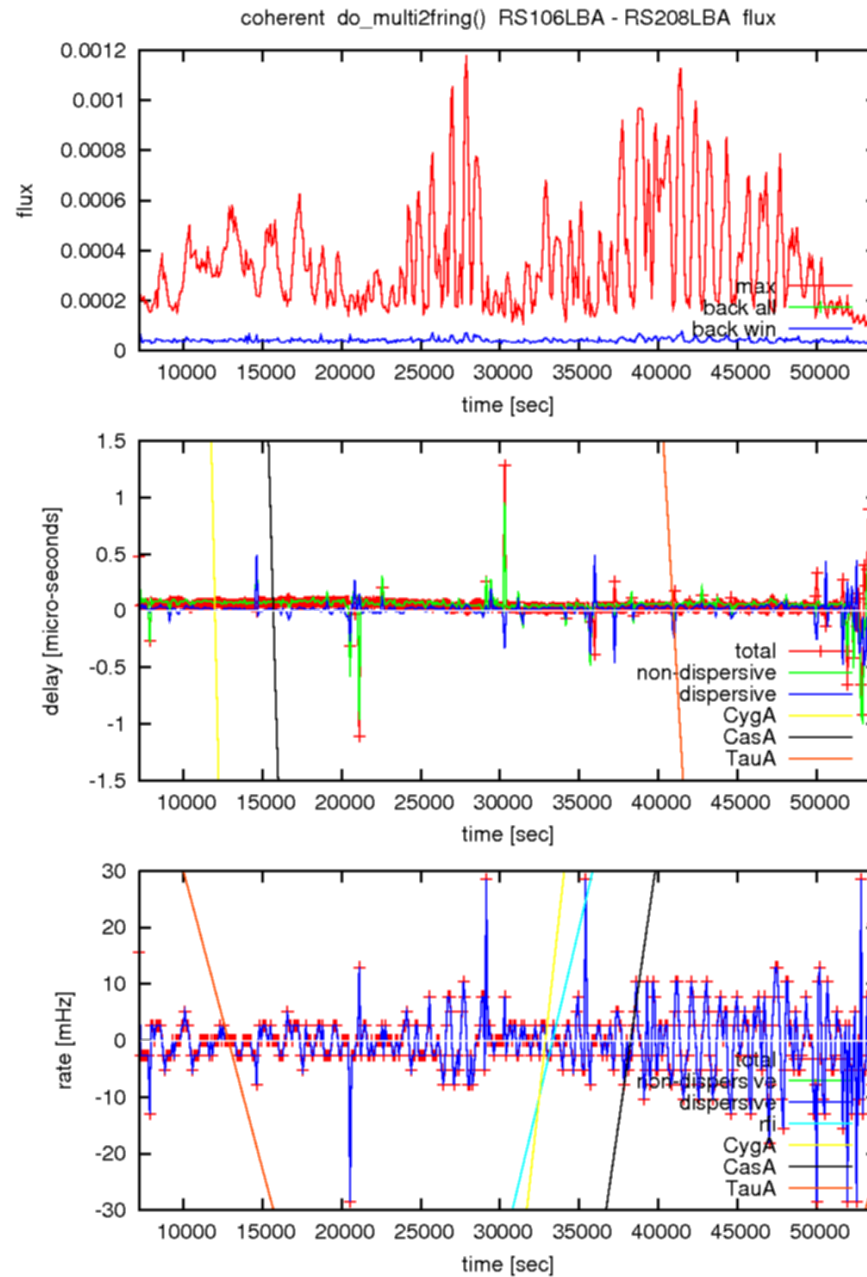 coherent do_multi2fring() RS106LBA - RS208LBA flux
0.0012
0.001
0.0008
0.0006
0.0004
0.0002
0
flux
max
back all
back win
10000 15000 20000 25000 30000 35000 40000 45000 50000
time [sec]
1.5
1
0.5
0
-0.5
-1
-1.5
delay [micro-seconds]
total
non-dispersive
dispersive
CygA
CasA
TauA
10000 15000 20000 25000 30000 35000 40000 45000 50000
time [sec]
30
20
10
0
-10
-20
-30
rate [mHz]
total
non-dispersive
dispersive
rli
CygA
CasA
TauA
10000 15000 20000 25000 30000 35000 40000 45000 50000
time [sec]